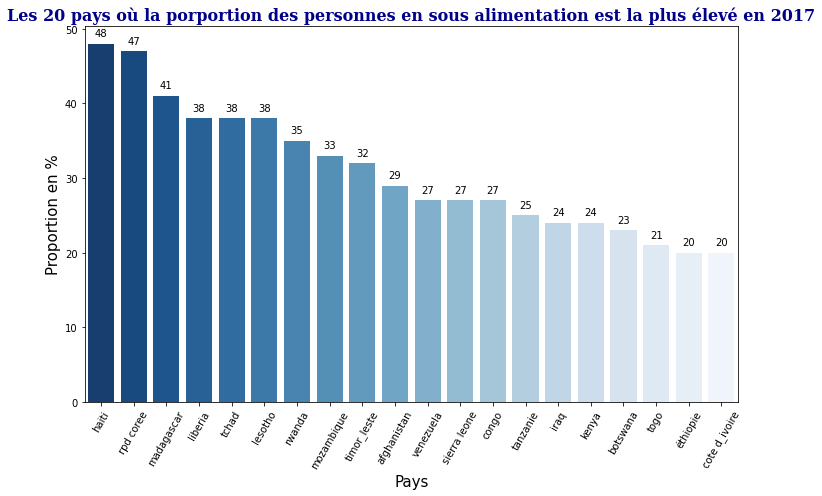 Les 20 pays où la porportion des personnes en sous alimentation est la plus élevé en 2017
Proportion en %
50
40
30
20
10
0
48
47
41
38
38
38
35
33
32
29
27
27
27
25
24
24
23
21
20
20
haiti
rpd coree
madagascar
liberia
tchad
lesotho
rwanda
mozambique
timor_leste
afghanistan
venezuela
sierra leone
congo
tanzanie
iraq
kenya
botswana
togo
éthiopie
cote d_ivoire
Pays